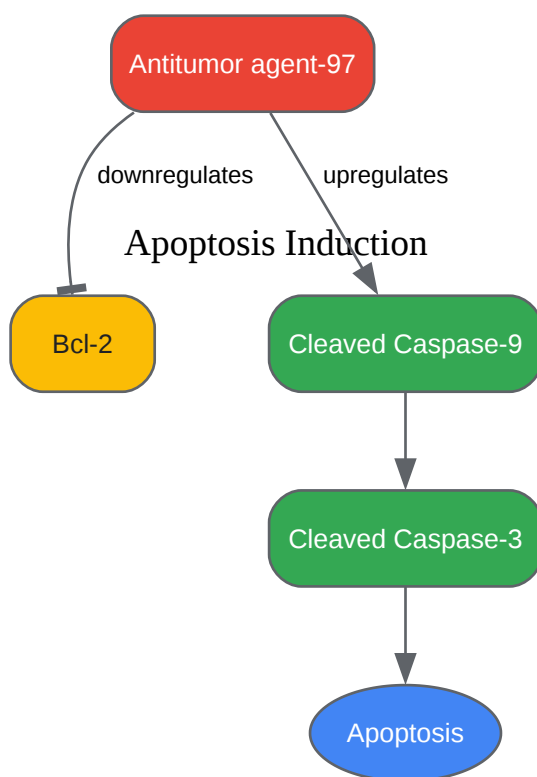 Antitumor agent-97
downregulates
upregulates
Apoptosis Induction
Bcl-2
Cleaved Caspase-9
Cleaved Caspase-3
Apoptosis